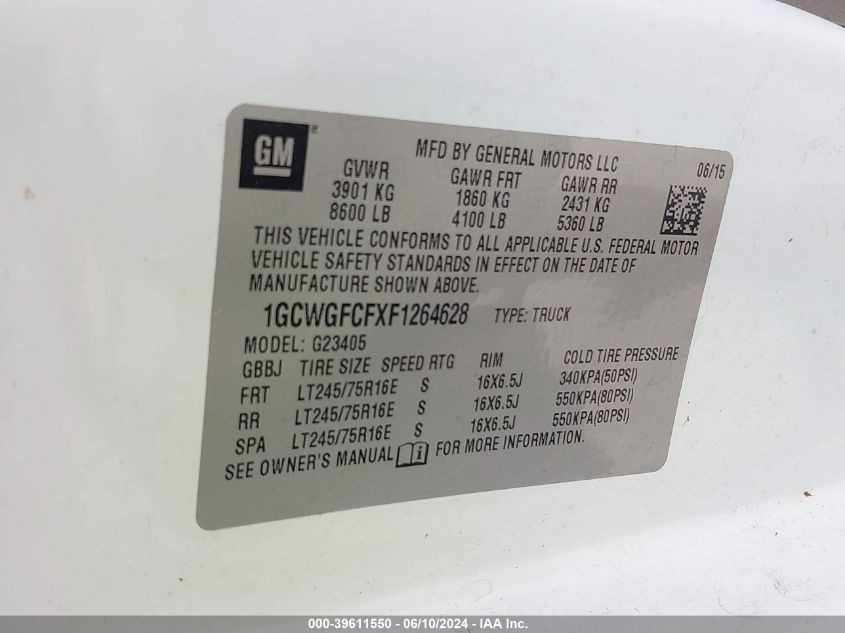 GM ®
MFD BY GENERAL MOTORS LLC 06/15
GVWR GAWR FRT GAWR RR
3901 KG 1860 KG 2431 KG
8600 LB 4100 LB 5360 LB
THIS VEHICLE CONFORMS TO ALL APPLICABLE U.S. FEDERAL MOTOR
VEHICLE SAFETY STANDARDS IN EFFECT ON THE DATE OF
MANUFACTURE SHOWN ABOVE.
1GCWGFCFXF1264628 TYPE: TRUCK
MODEL: G23405
GBBJ TIRE SIZE SPEED RTG RIM COLD TIRE PRESSURE
FRT LT245/75R16E S 16X6.5J 340KPA(50PSI)
RR LT245/75R16E S 16X6.5J 550KPA(80PSI)
SPA LT245/75R16E S 16X6.5J 550KPA(80PSI)
SEE OWNER'S MANUAL i FOR MORE INFORMATION.
000-39611550 - 06/10/2024 - IAA Inc.